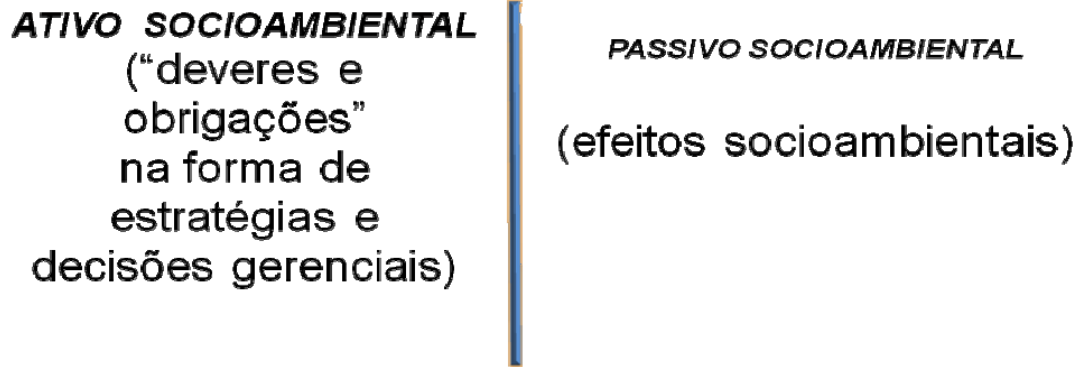 ATIVO SOCIOAMBIENTAL
(“deveres e
obrigações”
na forma de
estratégias e
decisões gerenciais)
PASSIVO SOCIOAMBIENTAL
(efeitos socioambientais)